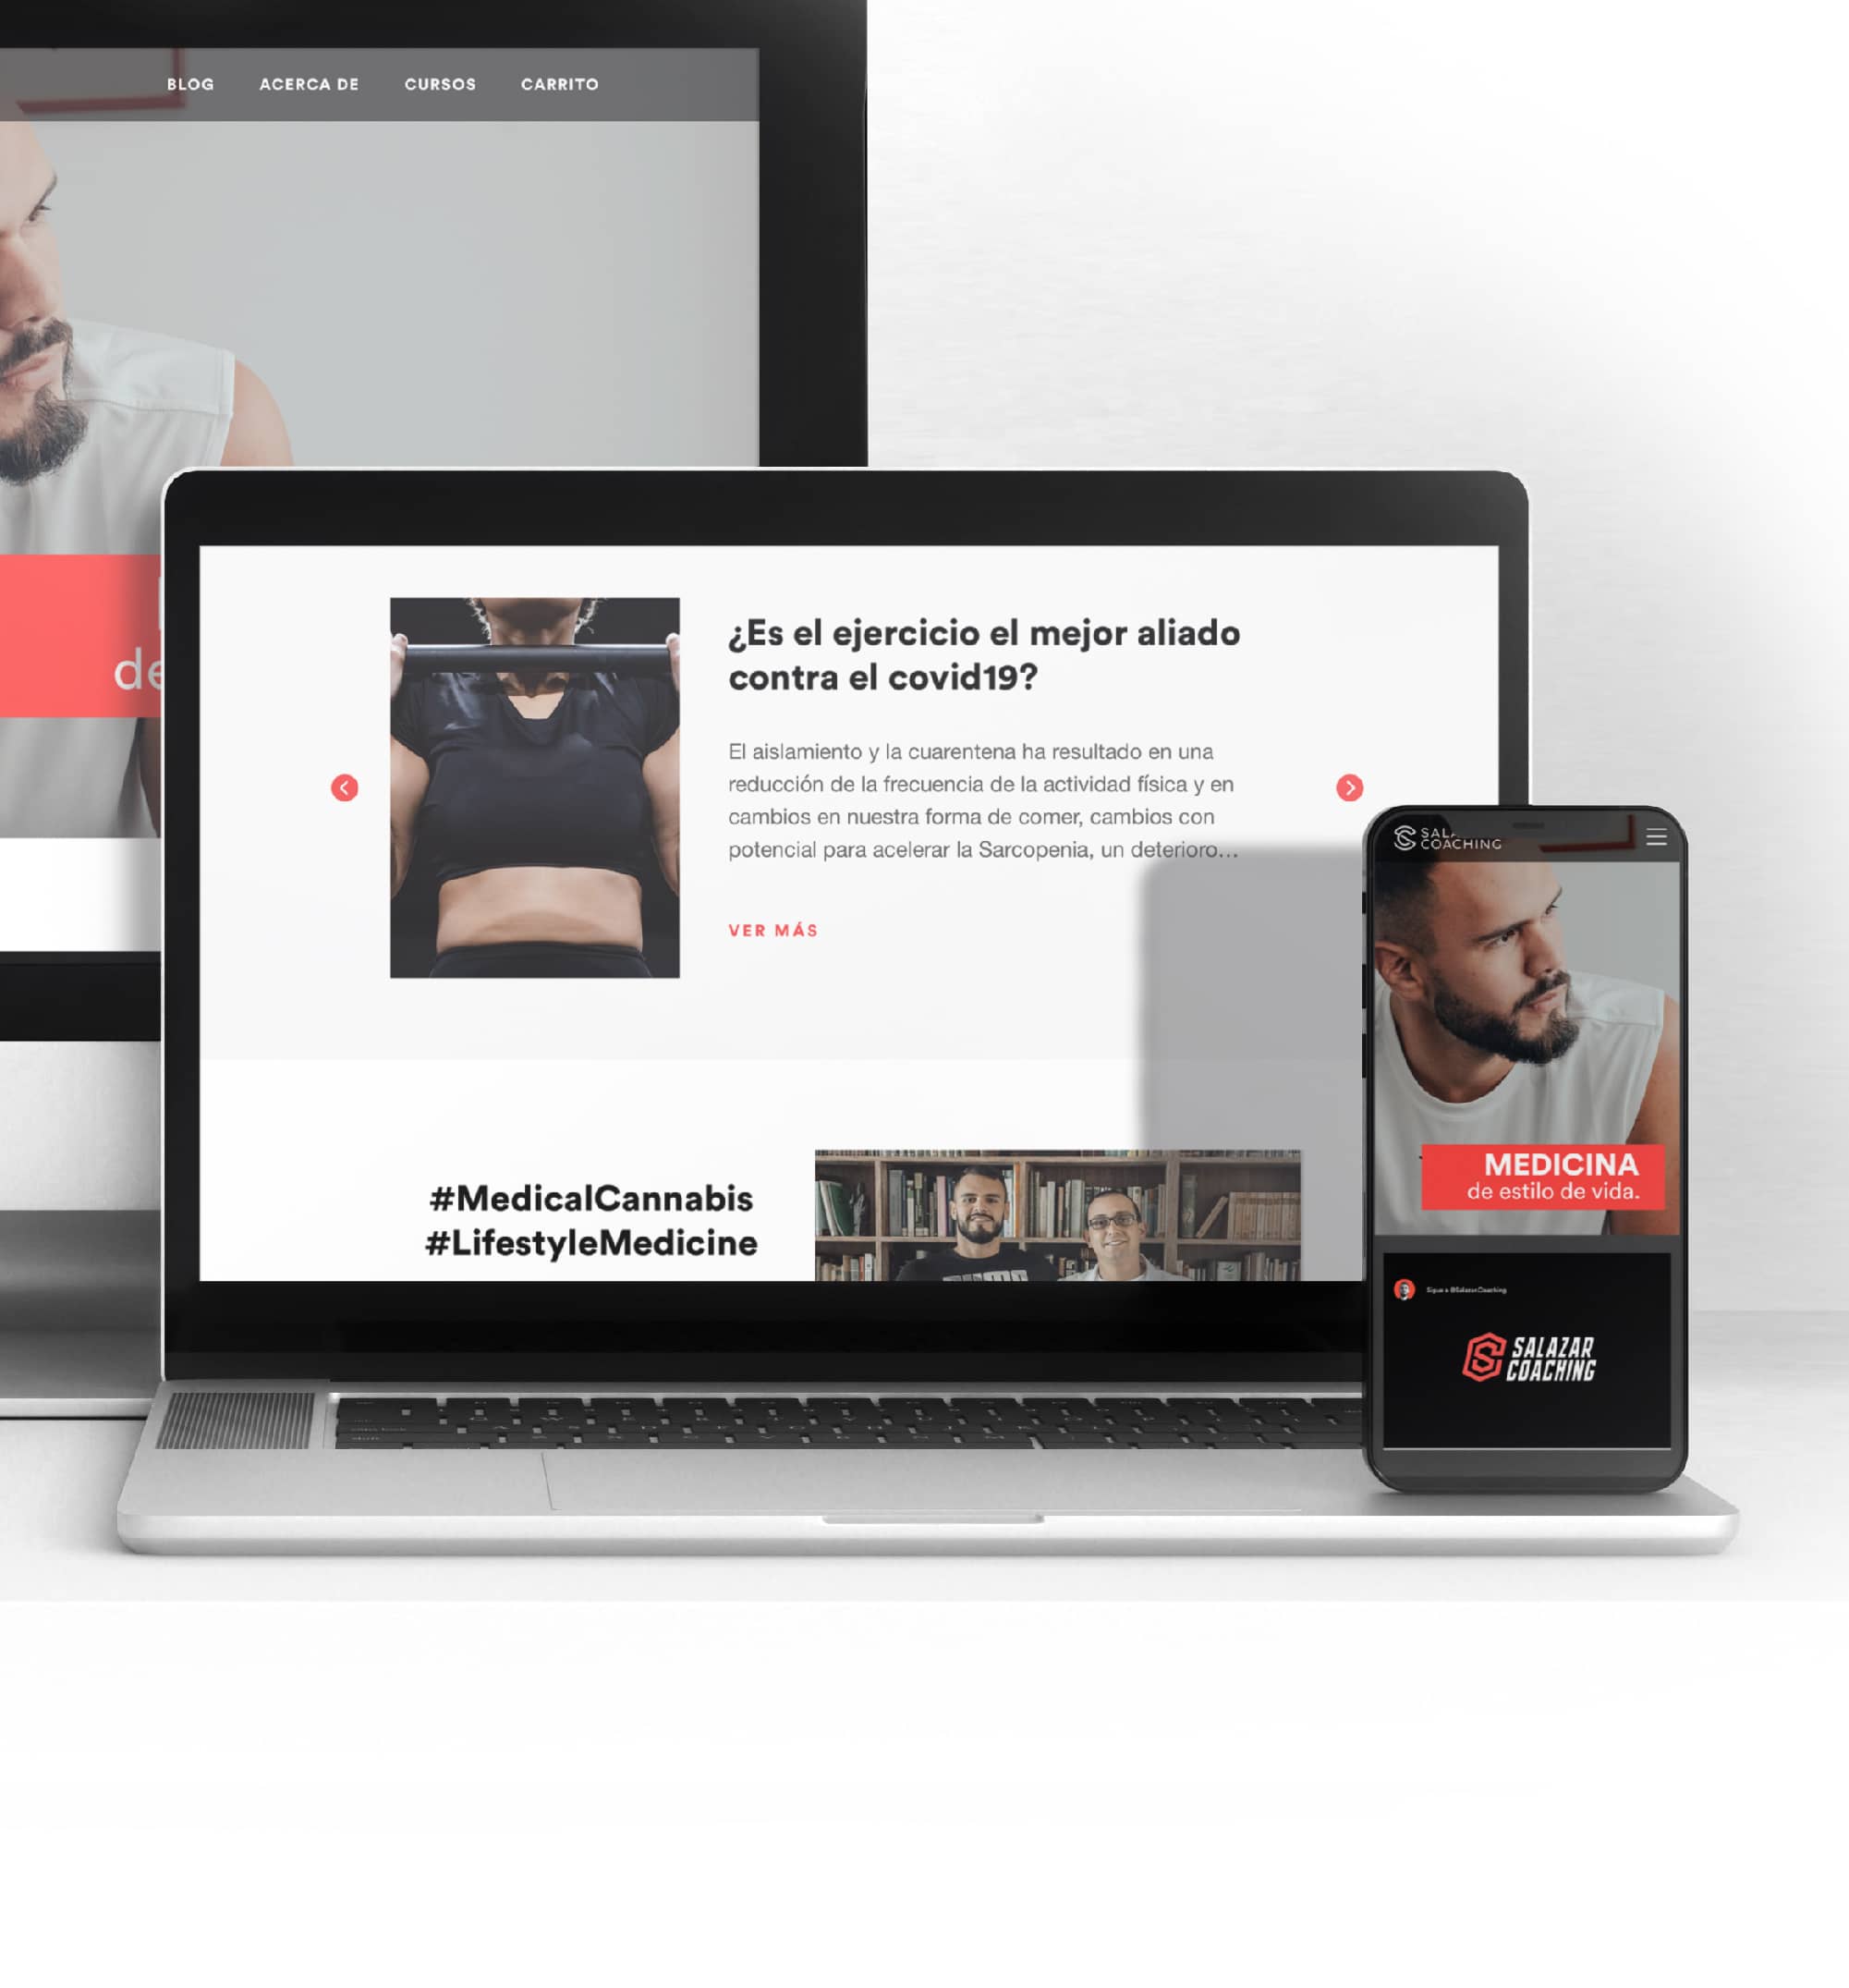 BLOG ACERCA DE CURSOS CARRITO
de
¿Es el ejercicio el mejor aliado
contra el covid19?
El aislamiento y la cuarentena ha resultado en una
reducción de la frecuencia de la actividad física y en
cambios en nuestra forma de comer, cambios con
potencial para acelerar la Sarcopenia, un deterioro...
VER MÁS
#MedicalCannabis
#LifestyleMedicine
COACHING
MEDICINA
de estilo de vida.
Sigue a @SalazarCoaching
SALAZAR
COACHING